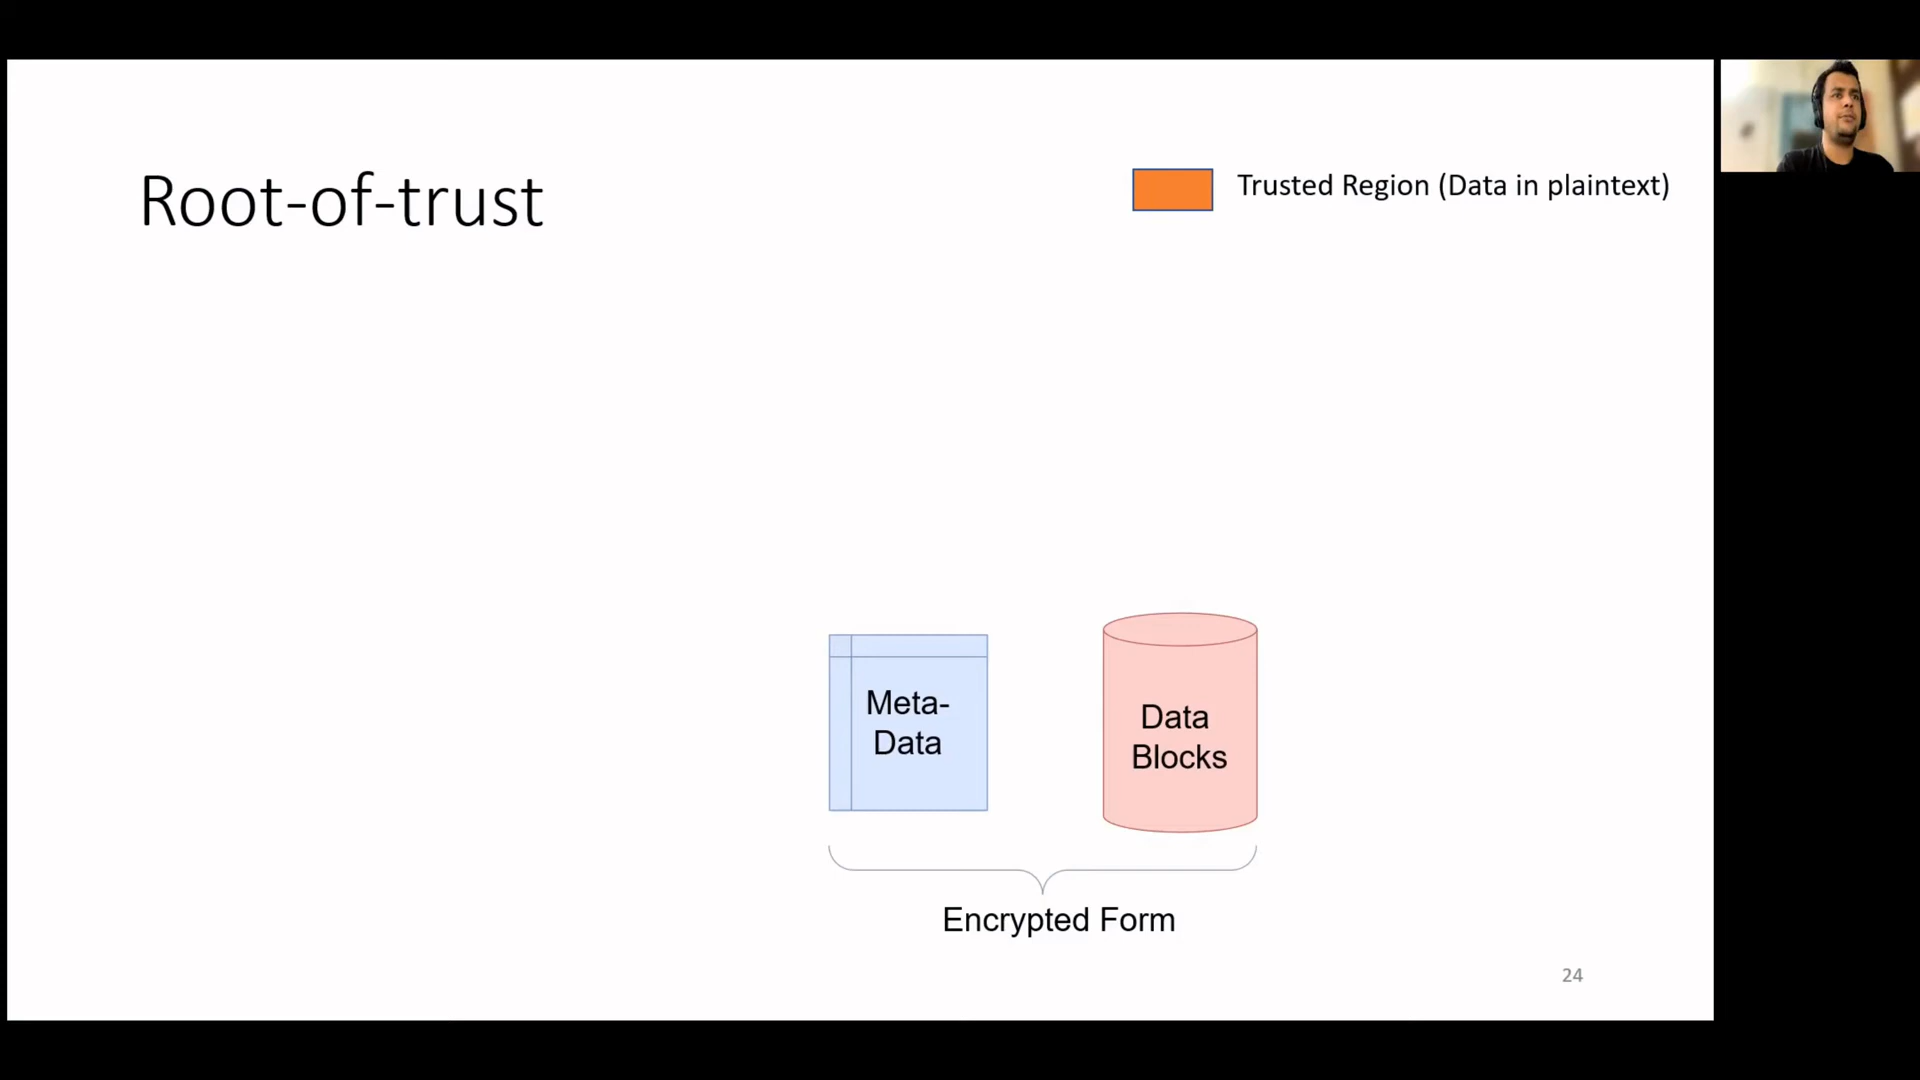 Root-of-trust
Trusted Region (Data in plaintext)
Meta-
Data
Data
Blocks
Encrypted Form
24